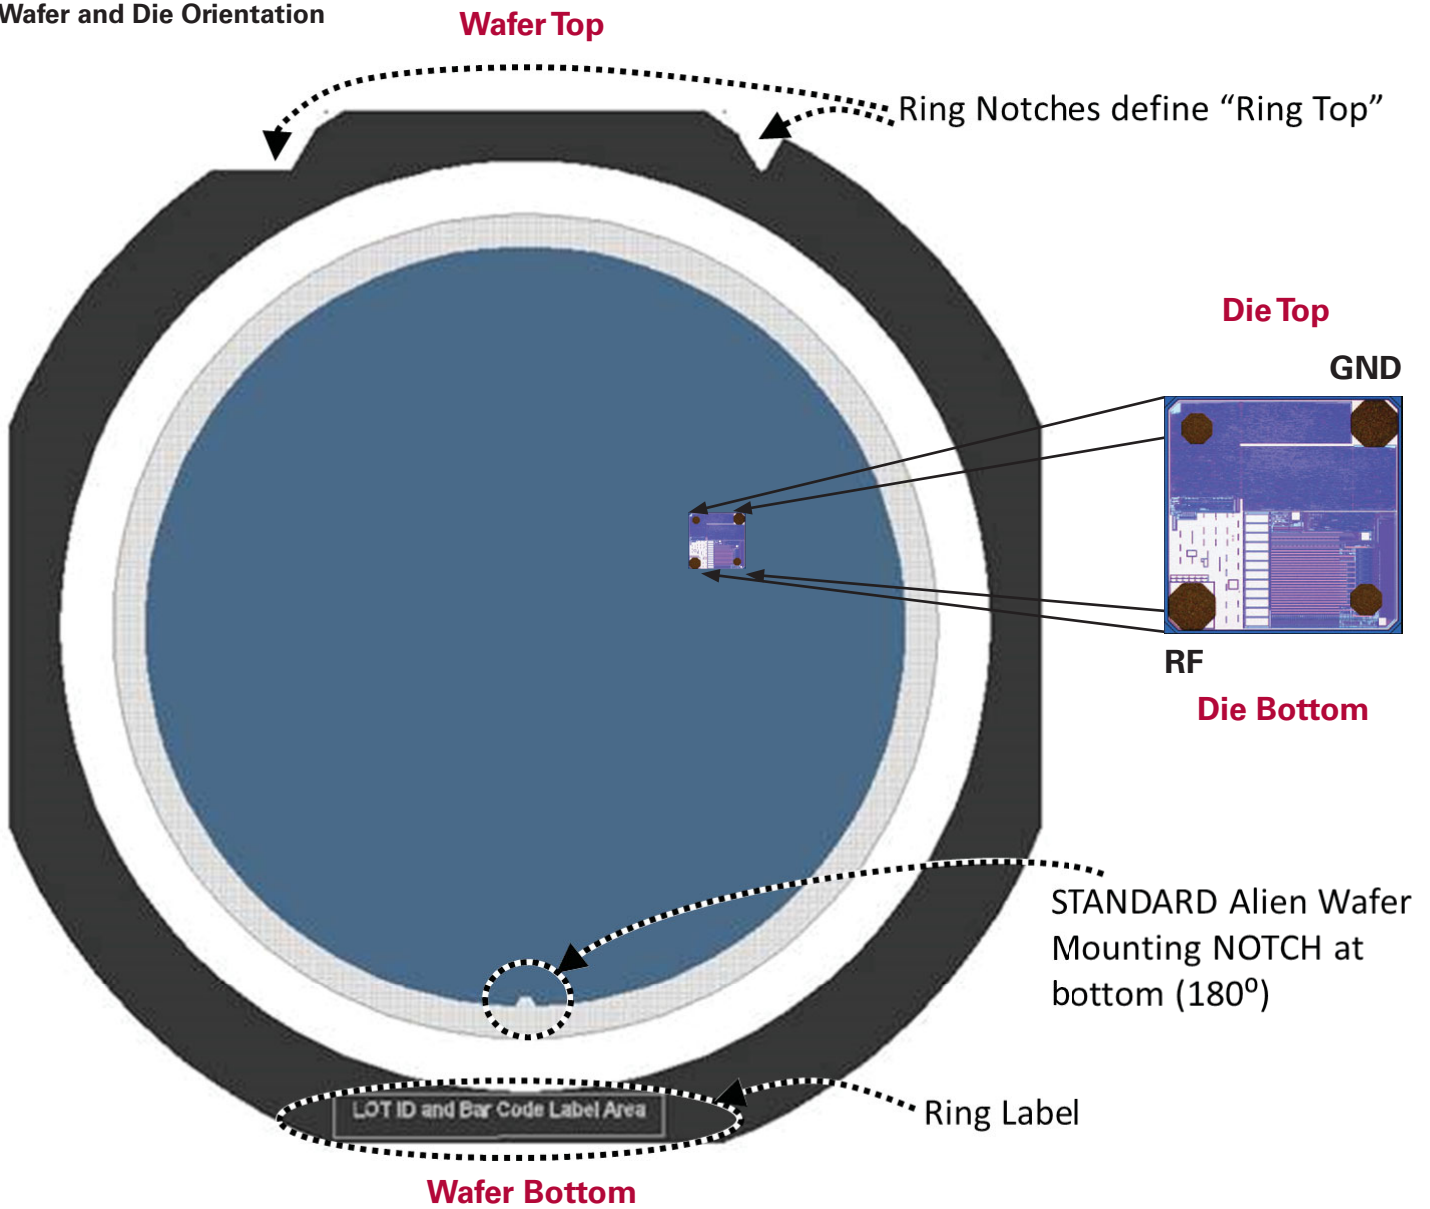 Wafer and Die Orientation
Wafer Top
Ring Notches define “Ring Top”
Die Top
GND
RF
Die Bottom
STANDARD Alien Wafer
Mounting NOTCH at
bottom (180⁰)
LOT ID and Bar Code Label Area
Ring Label
Wafer Bottom